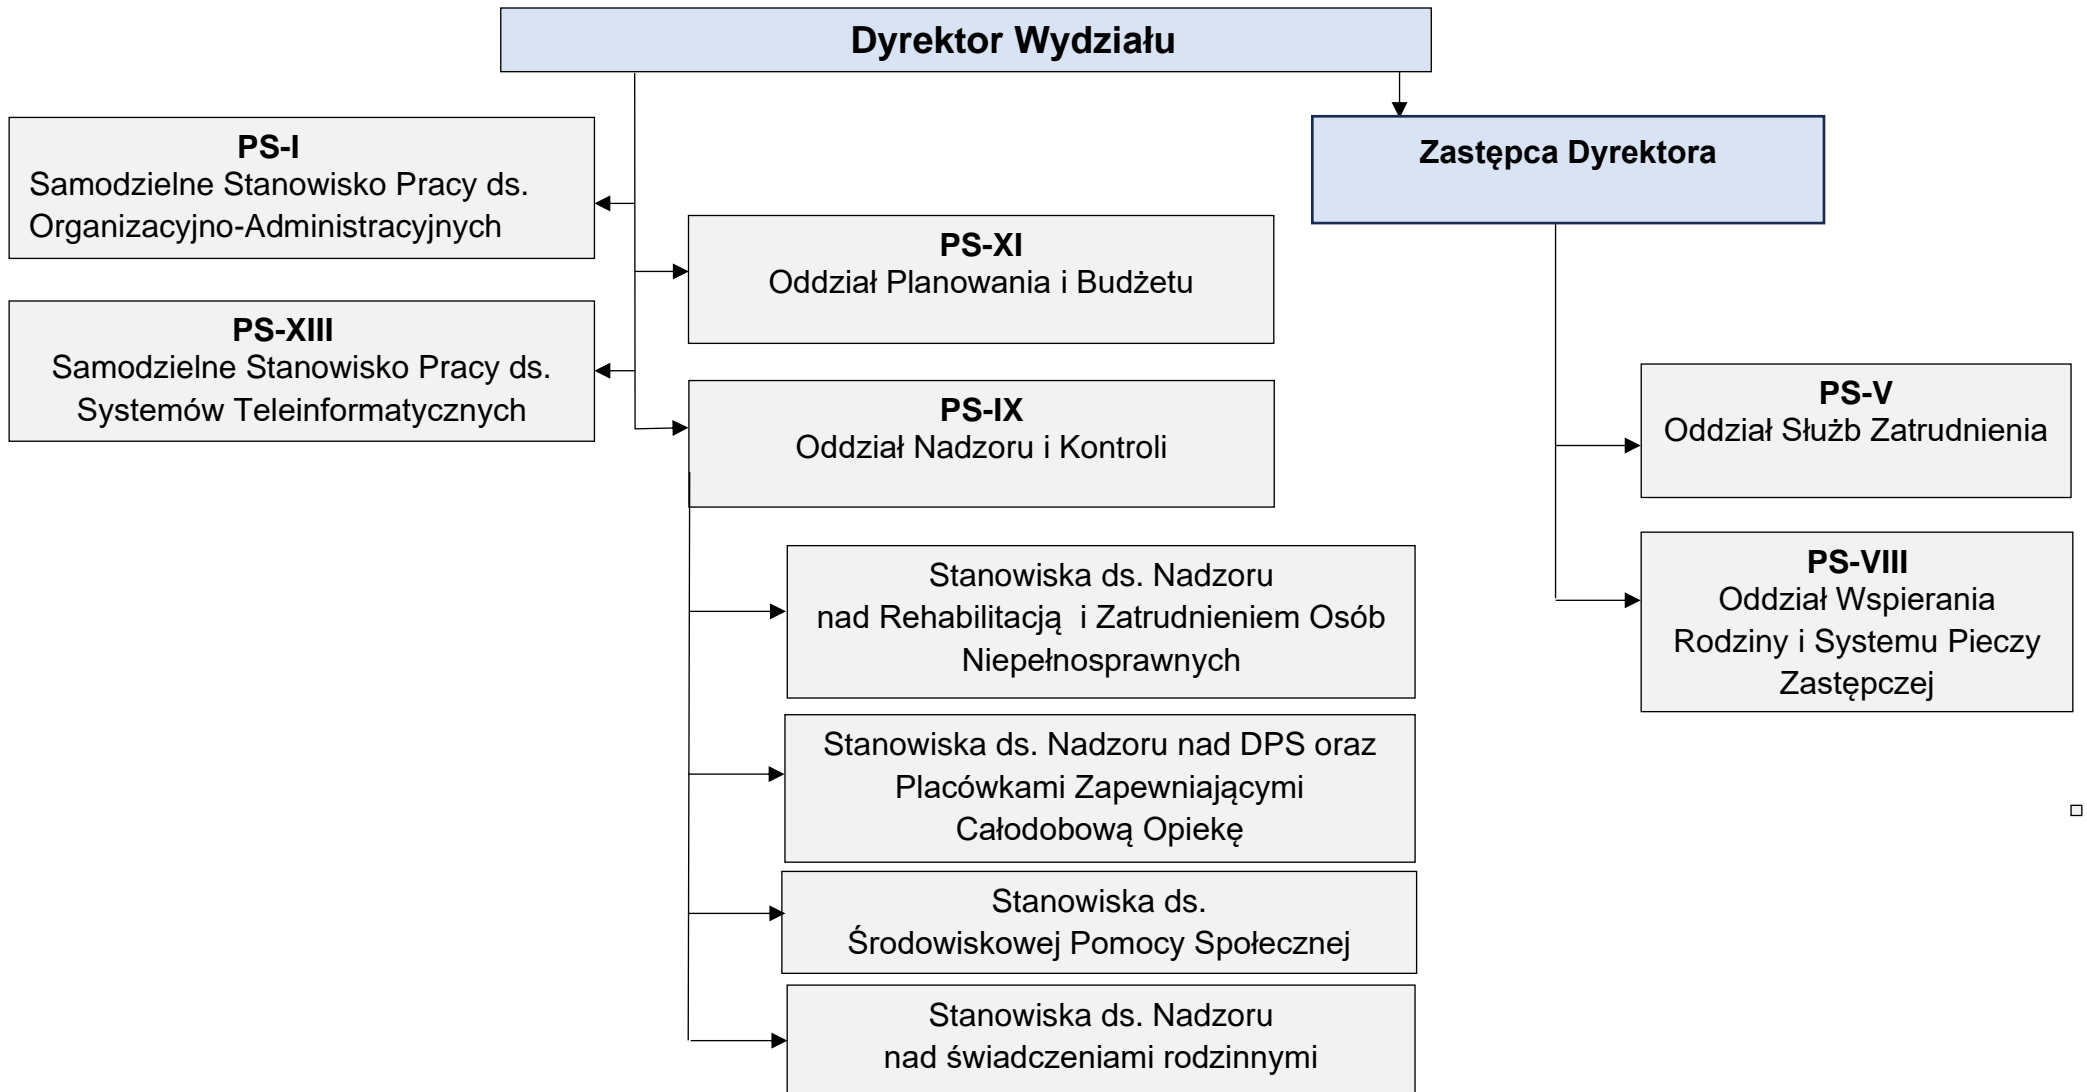 Dyrektor Wydziału
PS-I
Samodzielne Stanowisko Pracy ds.
Organizacyjno-Administracyjnych
Zastępca Dyrektora
PS-XI
Oddział Planowania i Budżetu
PS-XIII
Samodzielne Stanowisko Pracy ds.
Systemów Teleinformatycznych
PS-IX
Oddział Nadzoru i Kontroli
PS-V
Oddział Służb Zatrudnienia
Stanowiska ds. Nadzoru
nad Rehabilitacją i Zatrudnieniem Osób
Niepełnosprawnych
PS-VIII
Oddział Wspierania
Rodziny i Systemu Pieczy
Zastępczej
Stanowiska ds. Nadzoru nad DPS oraz
Placówkami Zapewniającymi
Całodobową Opiekę
Stanowiska ds.
Środowiskowej Pomocy Społecznej
Stanowiska ds. Nadzoru
nad świadczeniami rodzinnymi